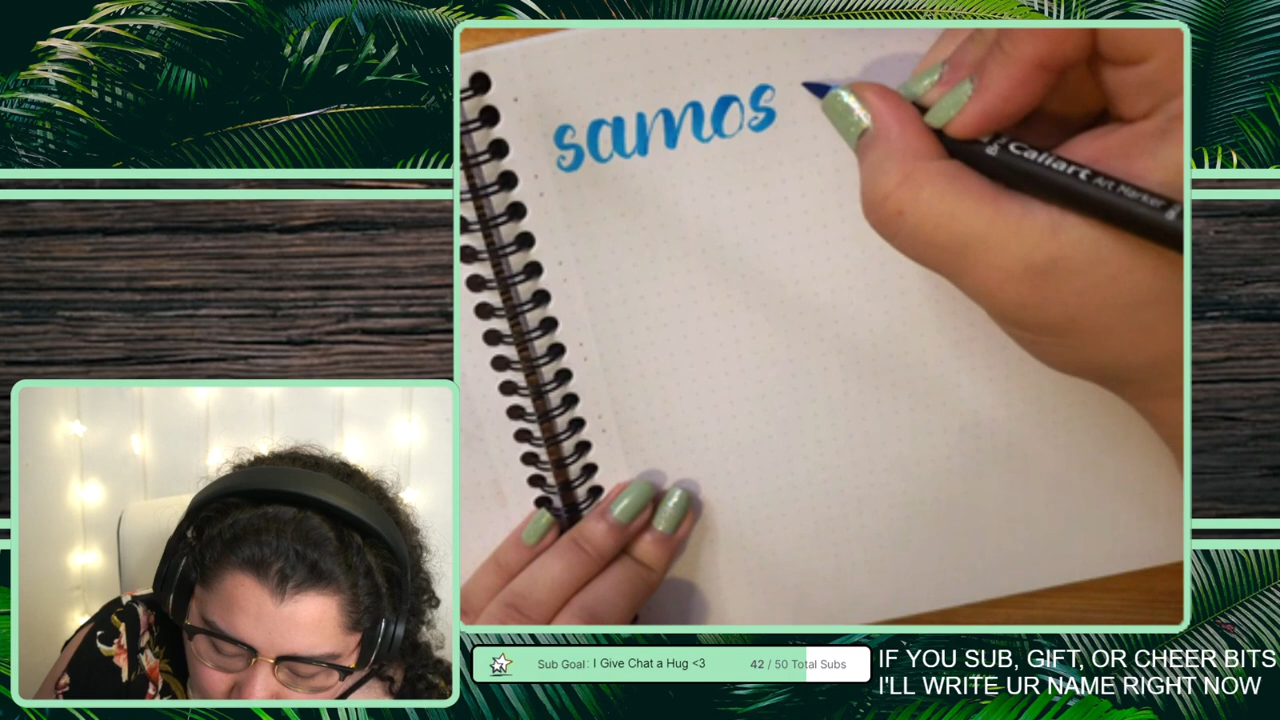 samos
Caliart Art Marker
Sub Goal: I Give Chat a Hug <3
42 / 50 Total Subs
IF YOU SUB, GIFT, OR CHEER BITS
I'LL WRITE UR NAME RIGHT NOW